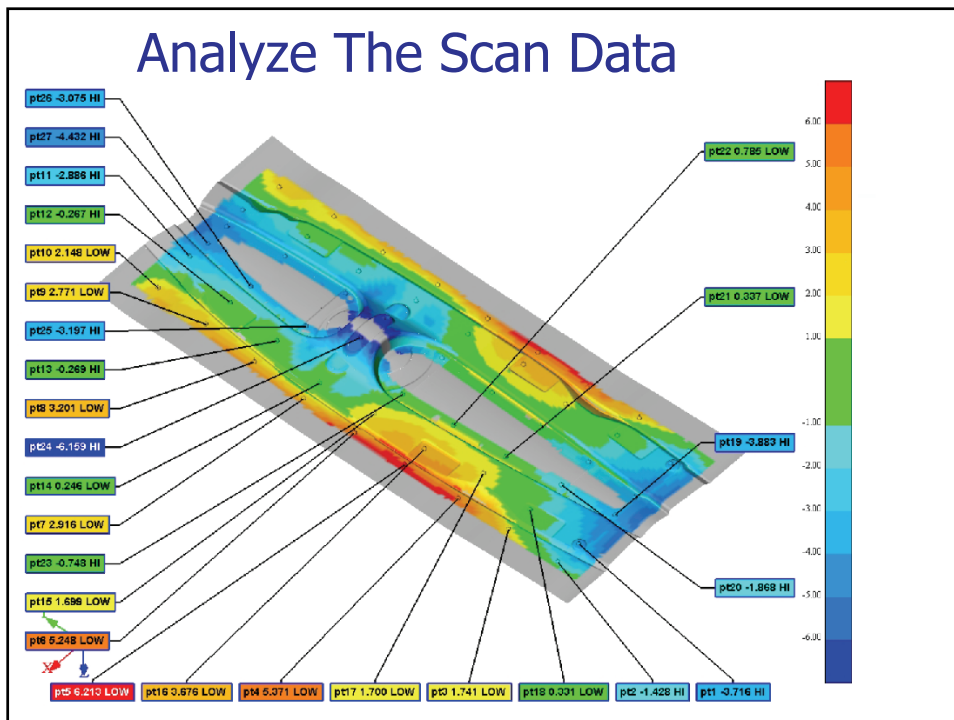 Analyze The Scan Data
pt26 -3.075 HI
pt27 -4.432 HI
pt11 -2.886 HI
pt12 -0.267 HI
pt10 2.148 LOW
pt9 2.771 LOW
pt25 -3.197 HI
pt13 -0.269 HI
pt8 3.201 LOW
pt24 -6.159 HI
pt14 0.246 LOW
pt7 2.916 LOW
pt23 -0.748 HI
pt15 1.699 LOW
pt6 5.248 LOW
X
pt5 6.213 LOW
pt16 3.676 LOW
pt4 5.371 LOW
pt17 1.700 LOW
pt3 1.741 LOW
pt18 0.331 LOW
pt2 -1.428 HI
pt1 -3.716 HI
pt22 0.785 LOW
pt21 0.337 LOW
pt19 -3.883 HI
pt20 -1.868 HI
6.00
5.00
4.00
3.00
2.00
1.00
-1.00
-2.00
-3.00
-4.00
-5.00
-6.00